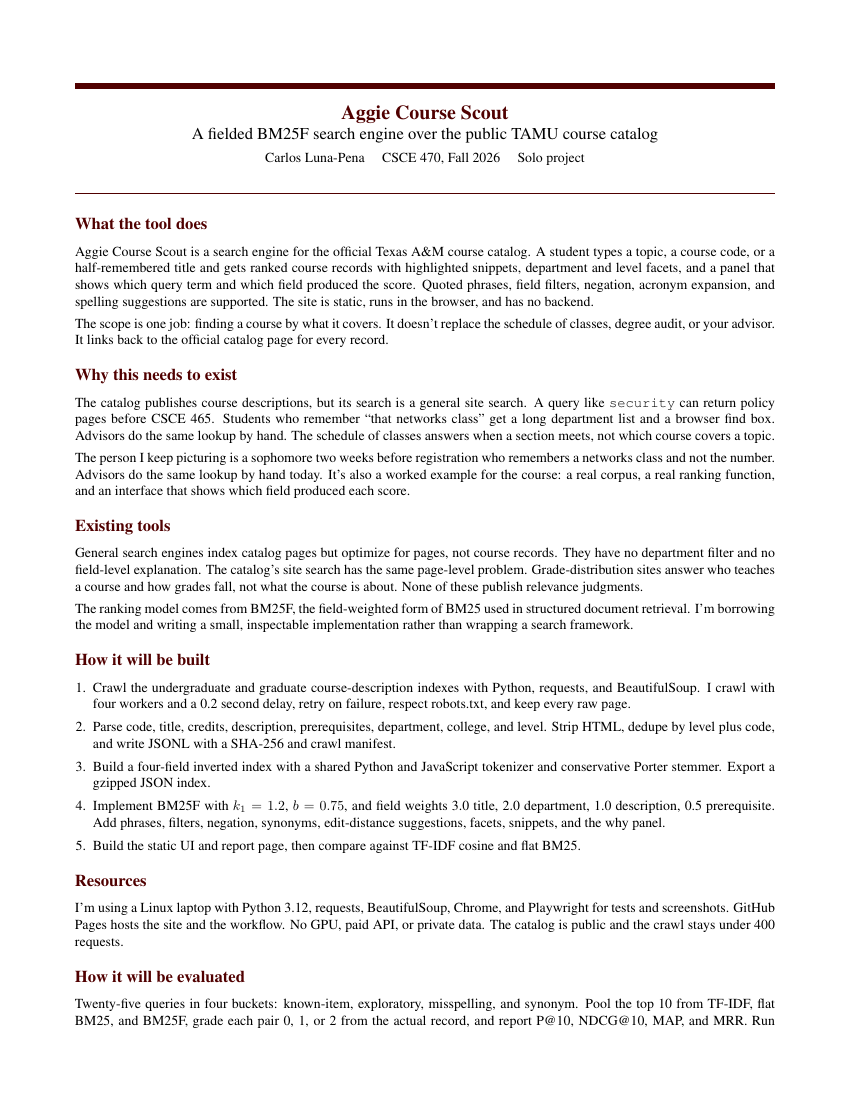 Aggie Course Scout
A fielded BM25F search engine over the public TAMU course catalog
Carlos Luna-Pena CSCE 470, Fall 2026 Solo project
What the tool does
Aggie Course Scout is a search engine for the official Texas A&M course catalog. A student types a topic, a course code, or a
half-remembered title and gets ranked course records with highlighted snippets, department and level facets, and a panel that
shows which query term and which field produced the score. Quoted phrases, field filters, negation, acronym expansion, and
spelling suggestions are supported. The site is static, runs in the browser, and has no backend.
The scope is one job: finding a course by what it covers. It doesn't replace the schedule of classes, degree audit, or your advisor.
It links back to the official catalog page for every record.
Why this needs to exist
The catalog publishes course descriptions, but its search is a general site search. A query like security can return policy
pages before CSCE 465. Students who remember “that networks class” get a long department list and a browser find box.
Advisors do the same lookup by hand. The schedule of classes answers when a section meets, not which course covers a topic.
The person I keep picturing is a sophomore two weeks before registration who remembers a networks class and not the number.
Advisors do the same lookup by hand today. It's also a worked example for the course: a real corpus, a real ranking function,
and an interface that shows which field produced each score.
Existing tools
General search engines index catalog pages but optimize for pages, not course records. They have no department filter and no
field-level explanation. The catalog's site search has the same page-level problem. Grade-distribution sites answer who teaches
a course and how grades fall, not what the course is about. None of these publish relevance judgments.
The ranking model comes from BM25F, the field-weighted form of BM25 used in structured document retrieval. I'm borrowing
the model and writing a small, inspectable implementation rather than wrapping a search framework.
How it will be built
1. Crawl the undergraduate and graduate course-description indexes with Python, requests, and BeautifulSoup. I crawl with
four workers and a 0.2 second delay, retry on failure, respect robots.txt, and keep every raw page.
2. Parse code, title, credits, description, prerequisites, department, college, and level. Strip HTML, dedupe by level plus code,
and write JSONL with a SHA-256 and crawl manifest.
3. Build a four-field inverted index with a shared Python and JavaScript tokenizer and conservative Porter stemmer. Export a
gzipped JSON index.
4. Implement BM25F with k₁ = 1.2, b = 0.75, and field weights 3.0 title, 2.0 department, 1.0 description, 0.5 prerequisite.
Add phrases, filters, negation, synonyms, edit-distance suggestions, facets, snippets, and the why panel.
5. Build the static UI and report page, then compare against TF-IDF cosine and flat BM25.
Resources
I'm using a Linux laptop with Python 3.12, requests, BeautifulSoup, Chrome, and Playwright for tests and screenshots. GitHub
Pages hosts the site and the workflow. No GPU, paid API, or private data. The catalog is public and the crawl stays under 400
requests.
How it will be evaluated
Twenty-five queries in four buckets: known-item, exploratory, misspelling, and synonym. Pool the top 10 from TF-IDF, flat
BM25, and BM25F, grade each pair 0, 1, or 2 from the actual record, and report P@10, NDCG@10, MAP, and MRR. Run